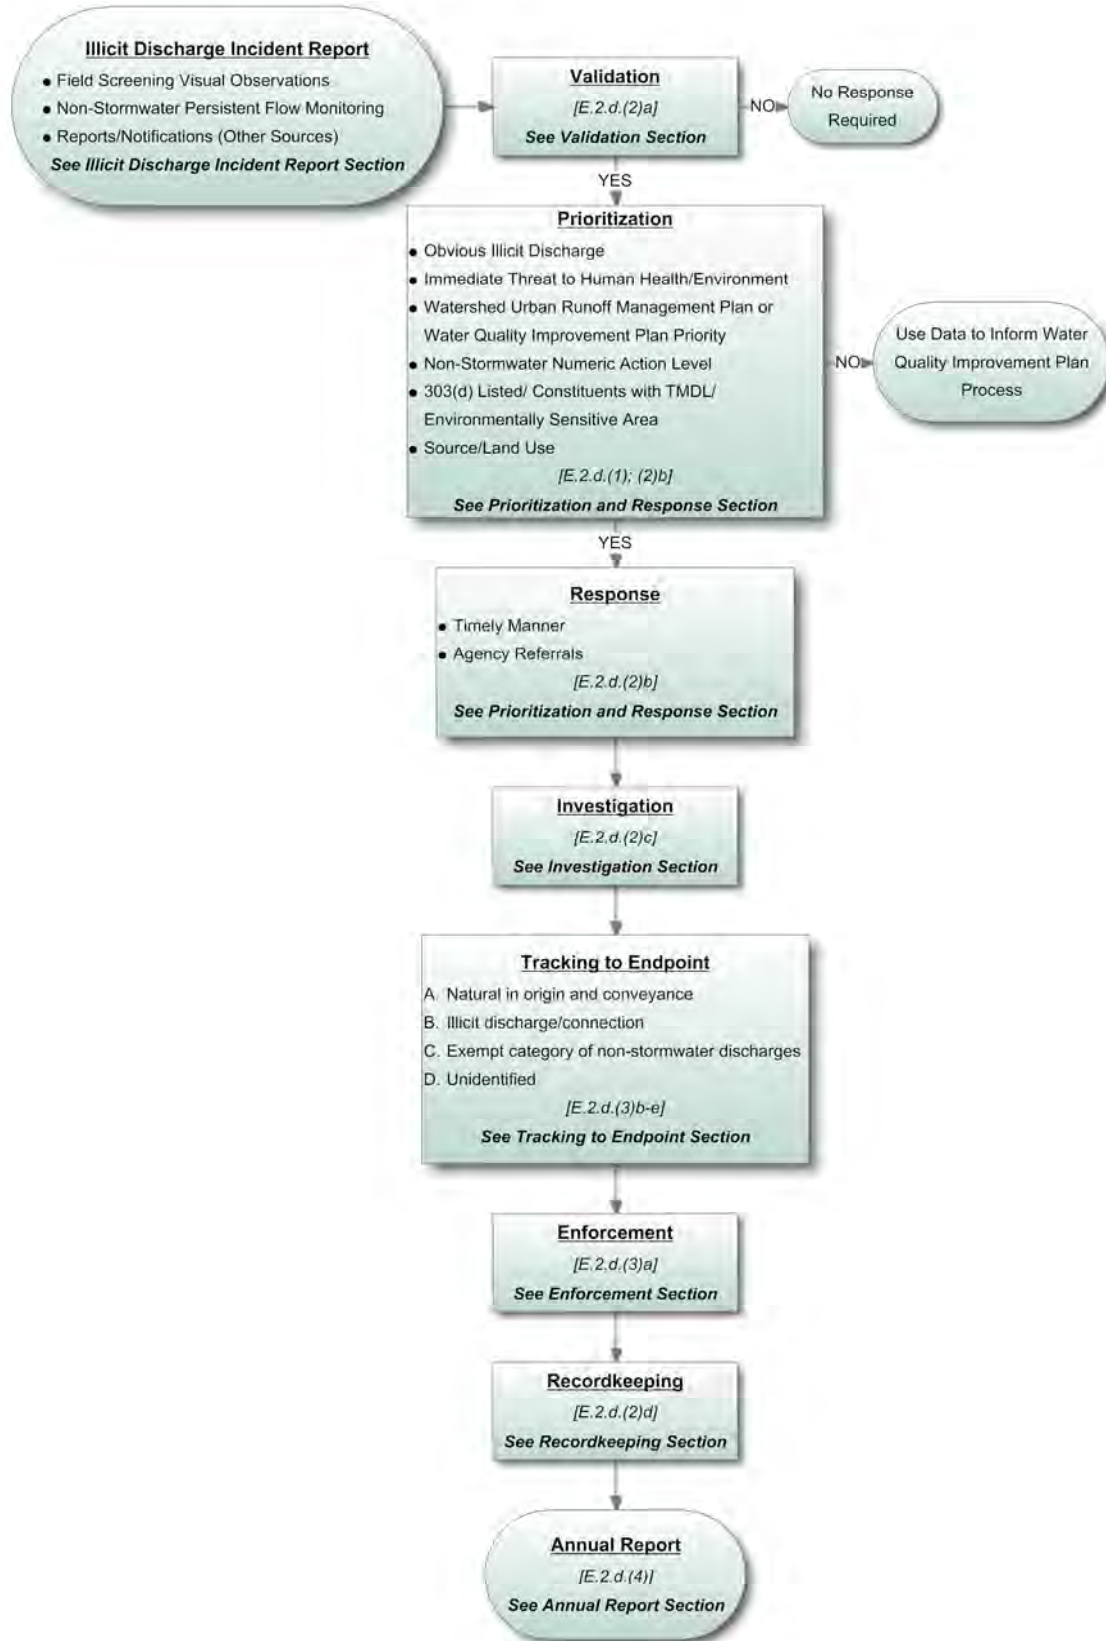 Illicit Discharge Incident Report
● Field Screening Visual Observations
● Non-Stormwater Persistent Flow Monitoring
● Reports/Notifications (Other Sources)
See Illicit Discharge Incident Report Section
Validation
[E.2.d.(2)a]
See Validation Section
NO
No Response
Required
YES
Prioritization
● Obvious Illicit Discharge
● Immediate Threat to Human Health/Environment
● Watershed Urban Runoff Management Plan or
Water Quality Improvement Plan Priority
● Non-Stormwater Numeric Action Level
● 303(d) Listed/ Constituents with TMDL/
Environmentally Sensitive Area
● Source/Land Use
[E.2.d.(1); (2)b]
See Prioritization and Response Section
NO
Use Data to Inform Water
Quality Improvement Plan
Process
YES
Response
● Timely Manner
● Agency Referrals
[E.2.d.(2)b]
See Prioritization and Response Section
Investigation
[E.2.d.(2)c]
See Investigation Section
Tracking to Endpoint
A. Natural in origin and conveyance
B. Illicit discharge/connection
C. Exempt category of non-stormwater discharges
D. Unidentified
[E.2.d.(3)b-e]
See Tracking to Endpoint Section
Enforcement
[E.2.d.(3)a]
See Enforcement Section
Recordkeeping
[E.2.d.(2)d]
See Recordkeeping Section
Annual Report
[E.2.d.(4)]
See Annual Report Section